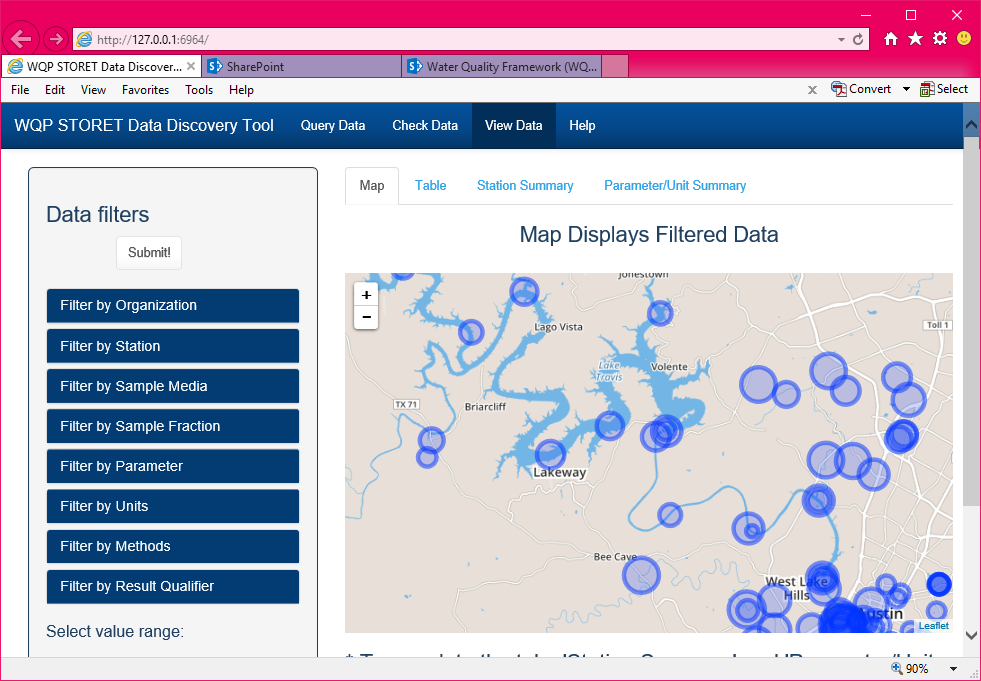 http://127.0.0.1:6964/
WQP STORET Data Discover... SharePoint Water Quality Framework (WQ...
File Edit View Favorites Tools Help x Convert Select
WQP STORET Data Discovery Tool Query Data Check Data View Data Help
Data filters
Submit!
Filter by Organization
Filter by Station
Filter by Sample Media
Filter by Sample Fraction
Filter by Parameter
Filter by Units
Filter by Methods
Filter by Result Qualifier
Select value range:
Map Table Station Summary Parameter/Unit Summary
Map Displays Filtered Data
+
−
Jonestown
Lago Vista
Toll 1
Lake
Travis
Volente
TX 71
Briarcliff
Lakeway
Bee Cave
West Lake
Hills
Austin
Leaflet
90%